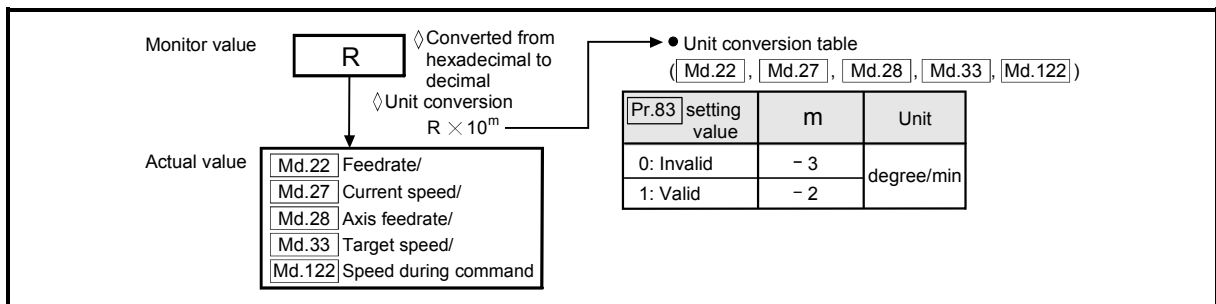 Monitor value
R
◊Converted from
hexadecimal to
decimal
◊Unit conversion
R × 10^m
● Unit conversion table
( Md.22 , Md.27 , Md.28 , Md.33 , Md.122 )
Pr.83 setting value m Unit
0: Invalid − 3 degree/min
1: Valid − 2
Actual value
Md.22 Feedrate/
Md.27 Current speed/
Md.28 Axis feedrate/
Md.33 Target speed/
Md.122 Speed during command